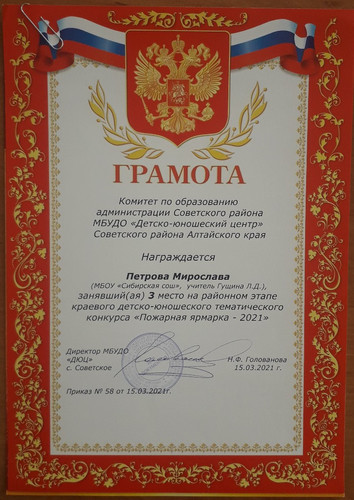 ГРАМОТА
Комитет по образованию
администрации Советского района
МБУДО «Детско-юношеский центр»
Советского района Алтайского края
Награждается
Петрова Мирослава
(МБОУ «Сибирская сош», учитель Гущина Л.Д.),
занявший(ая) 3 место на районном этапе
краевого детско-юношеского тематического
конкурса «Пожарная ярмарка - 2021»
Директор МБУДО
«ДЮЦ»
с. Советское
Н.Ф. Голованова
15.03.2021 г.
Приказ № 58 от 15.03.2021г.